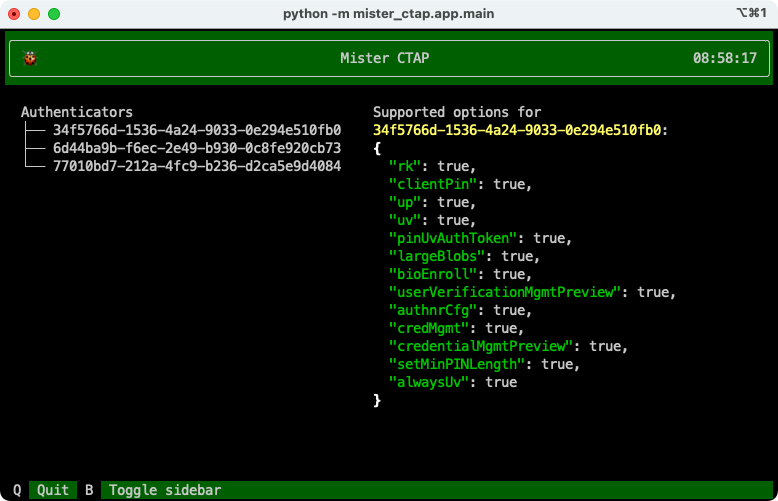 python -m mister_ctap.app.main
⌥⌘1
Mister CTAP
08:58:17
Authenticators
34f5766d-1536-4a24-9033-0e294e510fb0
6d44ba9b-f6ec-2e49-b930-0c8fe920cb73
77010bd7-212a-4fc9-b236-d2ca5e9d4084
Supported options for
34f5766d-1536-4a24-9033-0e294e510fb0:
{
"rk": true,
"clientPin": true,
"up": true,
"uv": true,
"pinUvAuthToken": true,
"largeBlobs": true,
"bioEnroll": true,
"userVerificationMgmtPreview": true,
"authnrCfg": true,
"credMgmt": true,
"credentialMgmtPreview": true,
"setMinPINLength": true,
"alwaysUv": true
}
Q Quit B Toggle sidebar